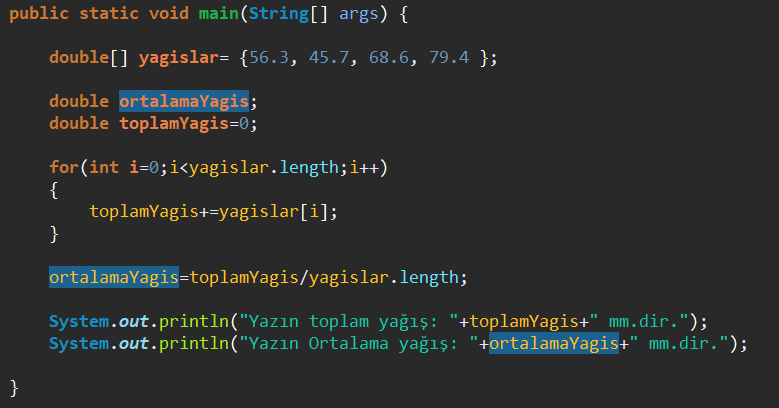 public static void main(String[] args) {
double[] yagislar= {56.3, 45.7, 68.6, 79.4 };
double ortalamaYagis;
double toplamYagis=0;
for(int i=0;i<yagislar.length;i++)
{
toplamYagis+=yagislar[i];
}
ortalamaYagis=toplamYagis/yagislar.length;
System.out.println("Yazın toplam yağış: "+toplamYagis+" mm.dir.");
System.out.println("Yazın Ortalama yağış: "+ortalamaYagis+" mm.dir.");
}